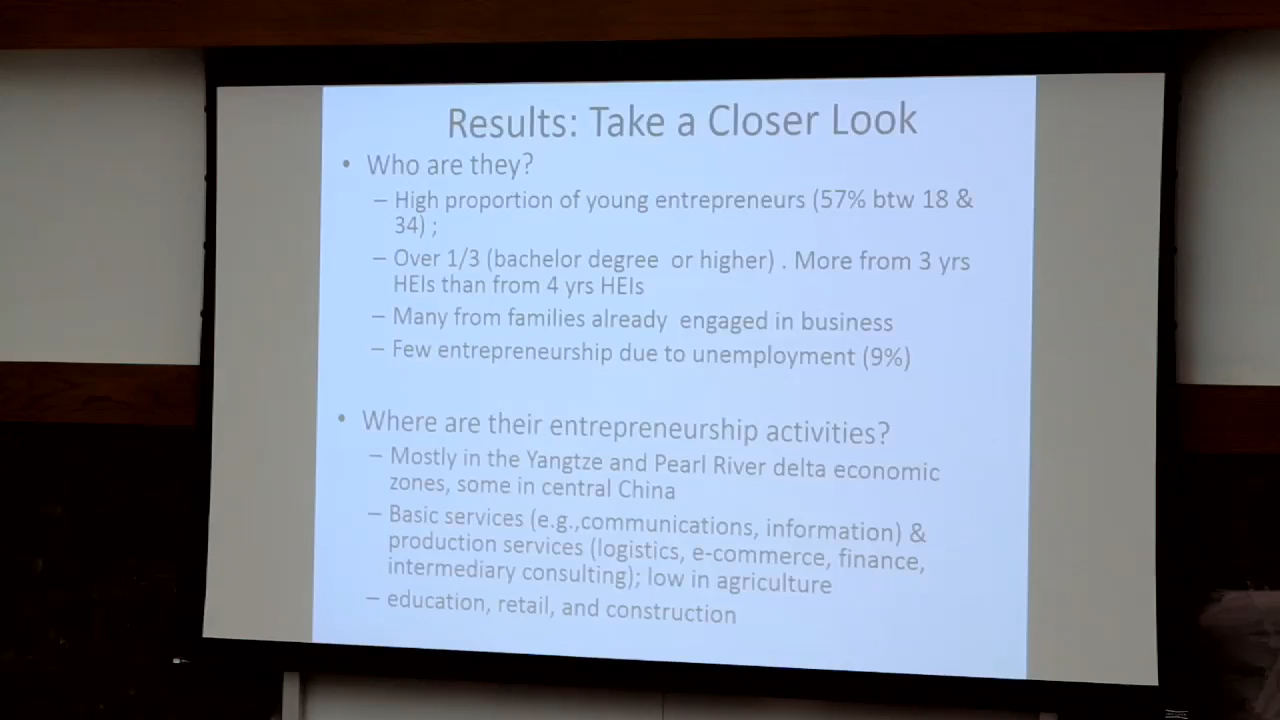 Results: Take a Closer Look
• Who are they?
– High proportion of young entrepreneurs (57% btw 18 &
34) ;
– Over 1/3 (bachelor degree or higher) . More from 3 yrs
HEIs than from 4 yrs HEIs
– Many from families already engaged in business
– Few entrepreneurship due to unemployment (9%)
• Where are their entrepreneurship activities?
– Mostly in the Yangtze and Pearl River delta economic
zones, some in central China
– Basic services (e.g.,communications, information) &
production services (logistics, e-commerce, finance,
intermediary consulting); low in agriculture
– education, retail, and construction